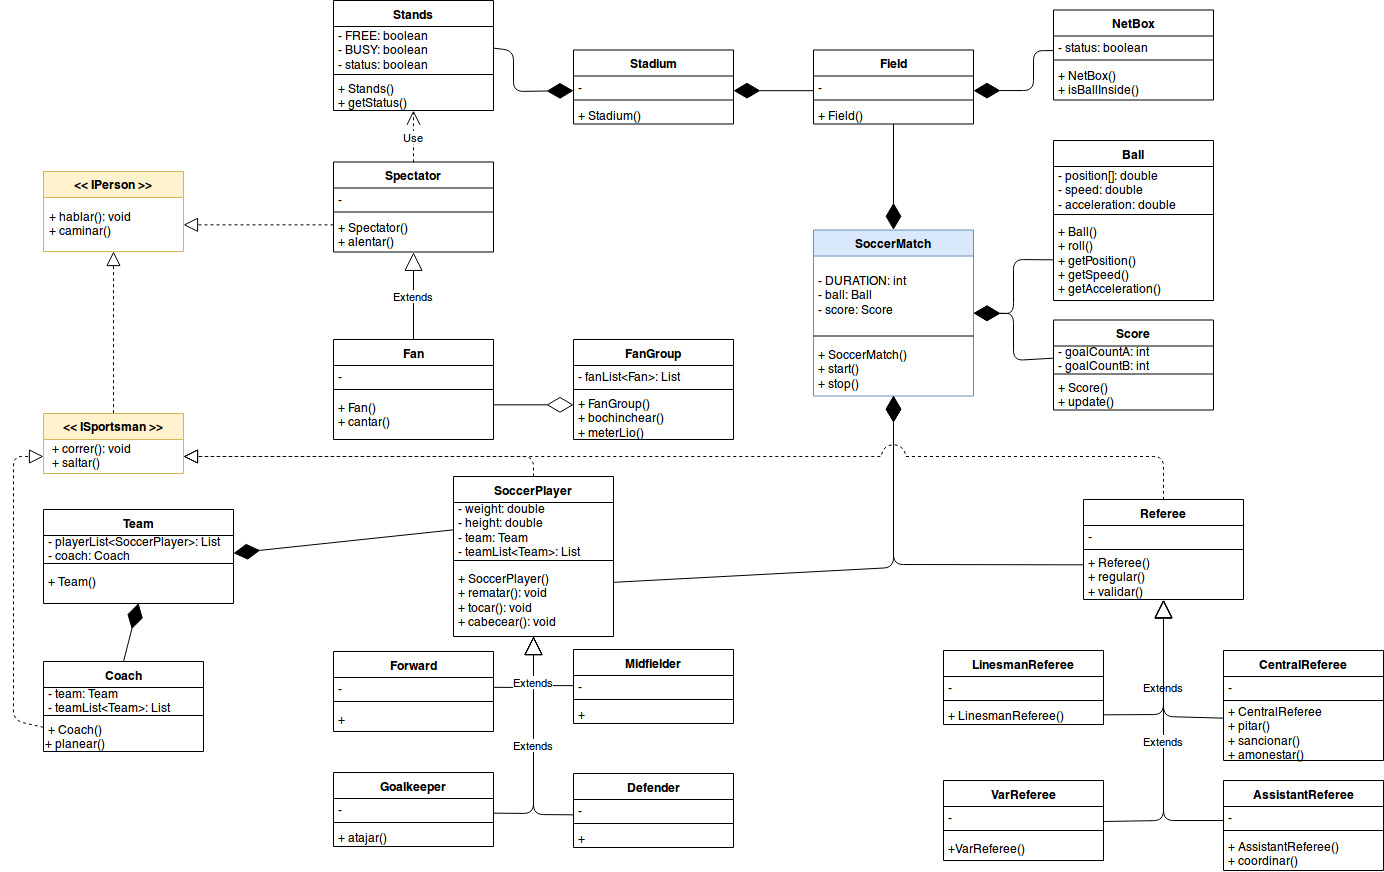 Stands
- FREE: boolean
- BUSY: boolean
- status: boolean
+ Stands()
+ getStatus()
Stadium
-
+ Stadium()
Field
-
+ Field()
NetBox
- status: boolean
+ NetBox()
+ isBallInside()
Use
Ball
- position[]: double
- speed: double
- acceleration: double
+ Ball()
+ roll()
+ getPosition()
+ getSpeed()
+ getAcceleration()
<< IPerson >>
+ hablar(): void
+ caminar()
Spectator
-
+ Spectator()
+ alentar()
Extends
SoccerMatch
- DURATION: int
- ball: Ball
- score: Score
+ SoccerMatch()
+ start()
+ stop()
Score
- goalCountA: int
- goalCountB: int
+ Score()
+ update()
Fan
-
+ Fan()
+ cantar()
FanGroup
- fanList<Fan>: List
+ FanGroup()
+ bochinchear()
+ meterLio()
<< ISportsman >>
+ correr(): void
+ saltar()
SoccerPlayer
- weight: double
- height: double
- team: Team
- teamList<Team>: List
+ SoccerPlayer()
+ rematar(): void
+ tocar(): void
+ cabecear(): void
Referee
-
+ Referee()
+ regular()
+ validar()
Team
- playerList<SoccerPlayer>: List
- coach: Coach
+ Team()
Coach
- team: Team
- teamList<Team>: List
+ Coach()
+ planear()
Forward
-
+
Extends
Midfielder
-
+
Extends
Goalkeeper
-
+ atajar()
Defender
-
+
LinesmanReferee
-
+ LinesmanReferee()
Extends
CentralReferee
-
+ CentralReferee
+ pitar()
+ sancionar()
+ amonestar()
Extends
VarReferee
-
+VarReferee()
AssistantReferee
-
+ AssistantReferee()
+ coordinar()